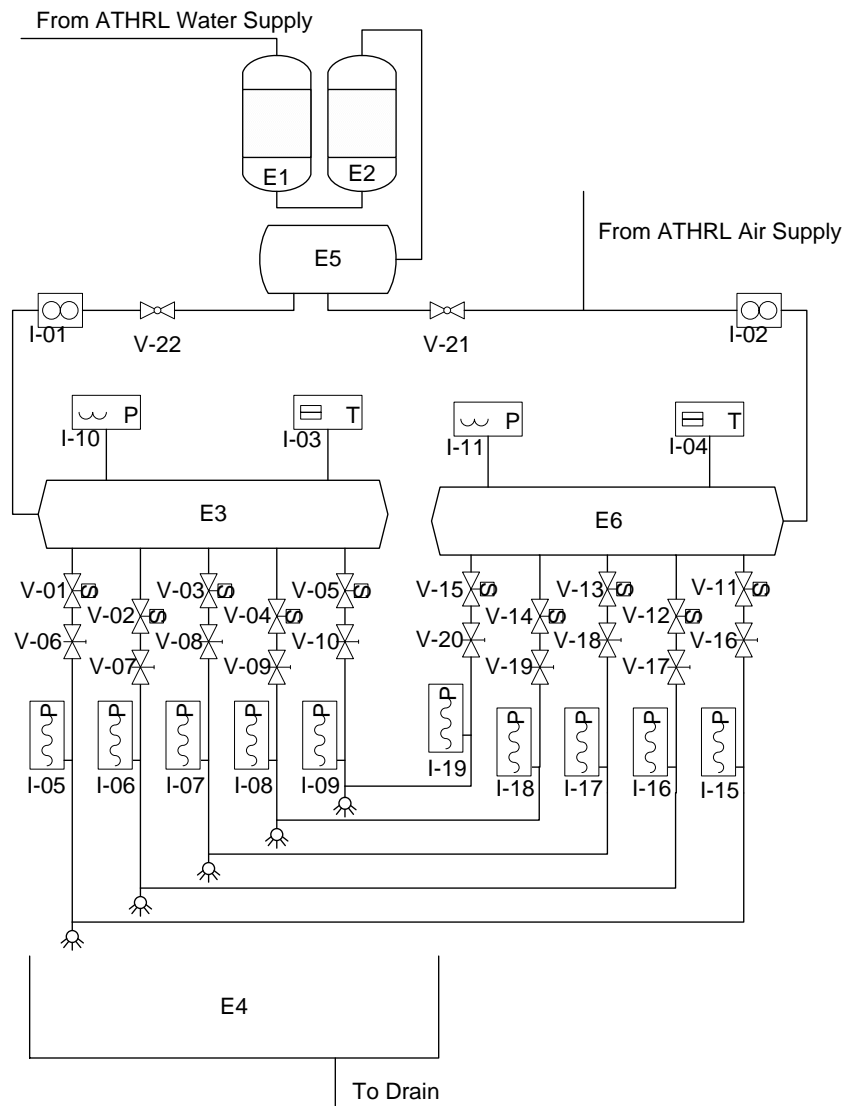 From ATHRL Water Supply
E1
E2
From ATHRL Air Supply
E5
I-01
V-22
V-21
I-02
P
I-10
T
I-03
P
I-11
T
I-04
E3
E6
V-01 S
V-02 S
V-03 S
V-04 S
V-05 S
V-15 S
V-14 S
V-13 S
V-12 S
V-11 S
V-06
V-07
V-08
V-09
V-10
V-20
V-19
V-18
V-17
V-16
P
I-05
P
I-06
P
I-07
P
I-08
P
I-09
P
I-19
P
I-18
P
I-17
P
I-16
P
I-15
E4
To Drain